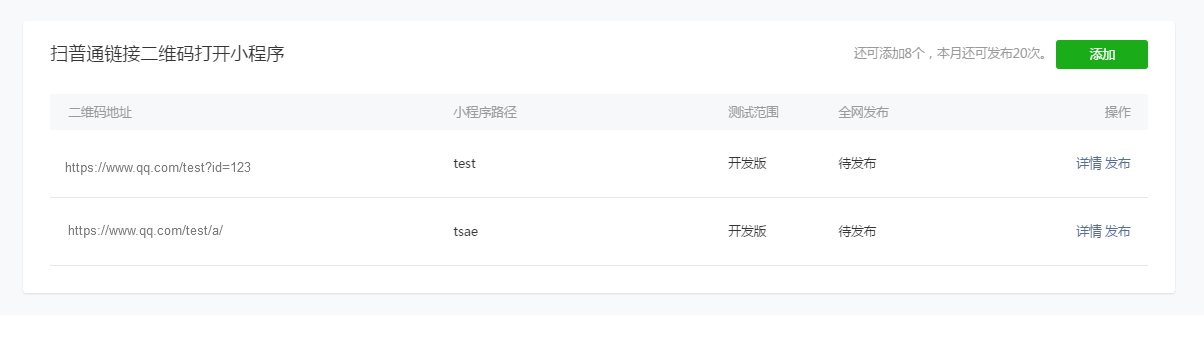 扫普通链接二维码打开小程序
还可添加8个，本月还可发布20次。 添加
二维码地址 小程序路径 测试范围 全网发布 操作
https://www.qq.com/test?id=123 test 开发版 待发布 详情 发布
https://www.qq.com/test/a/ tsae 开发版 待发布 详情 发布